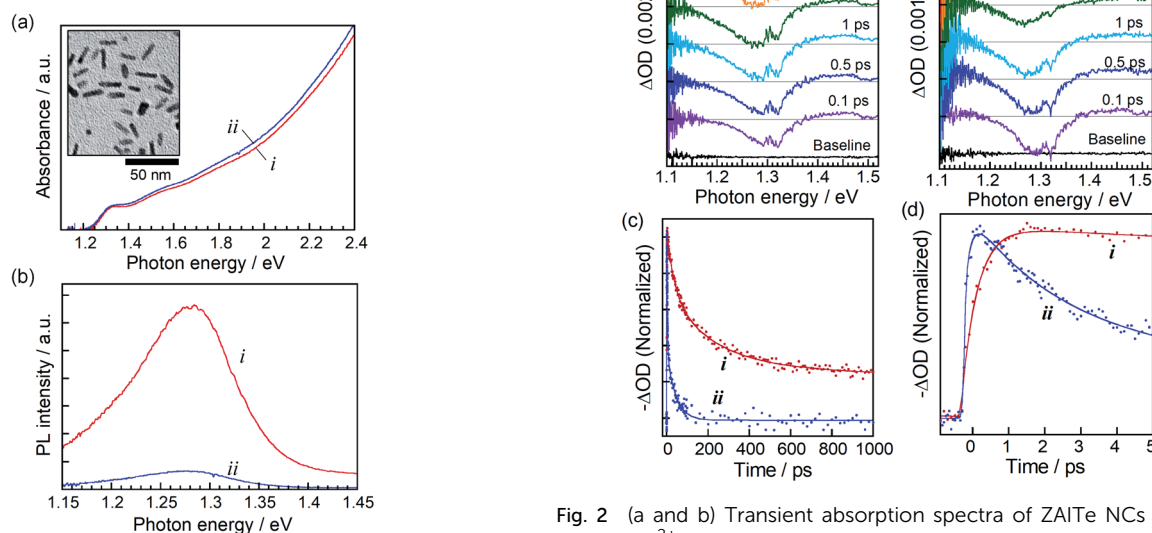 (a)
Absorbance / a.u.
ii
i
50 nm
1.2 1.4 1.6 1.8 2 2.2 2.4
Photon energy / eV
(b)
PL intensity / a.u.
i
ii
1.15 1.2 1.25 1.3 1.35 1.4 1.45
Photon energy / eV
1 ps
0.5 ps
0.1 ps
Baseline
1.1 1.2 1.3 1.4 1.5
Photon energy / eV
1 ps
0.5 ps
0.1 ps
Baseline
1.1 1.2 1.3 1.4 1.5
Photon energy / eV
(c)
-ΔOD (Normalized)
i
ii
0 200 400 600 800 1000
Time / ps
(d)
-ΔOD (Normalized)
i
ii
0 1 2 3 4 5
Time / ps
Fig. 2 (a and b) Transient absorption spectra of ZAITe NCs